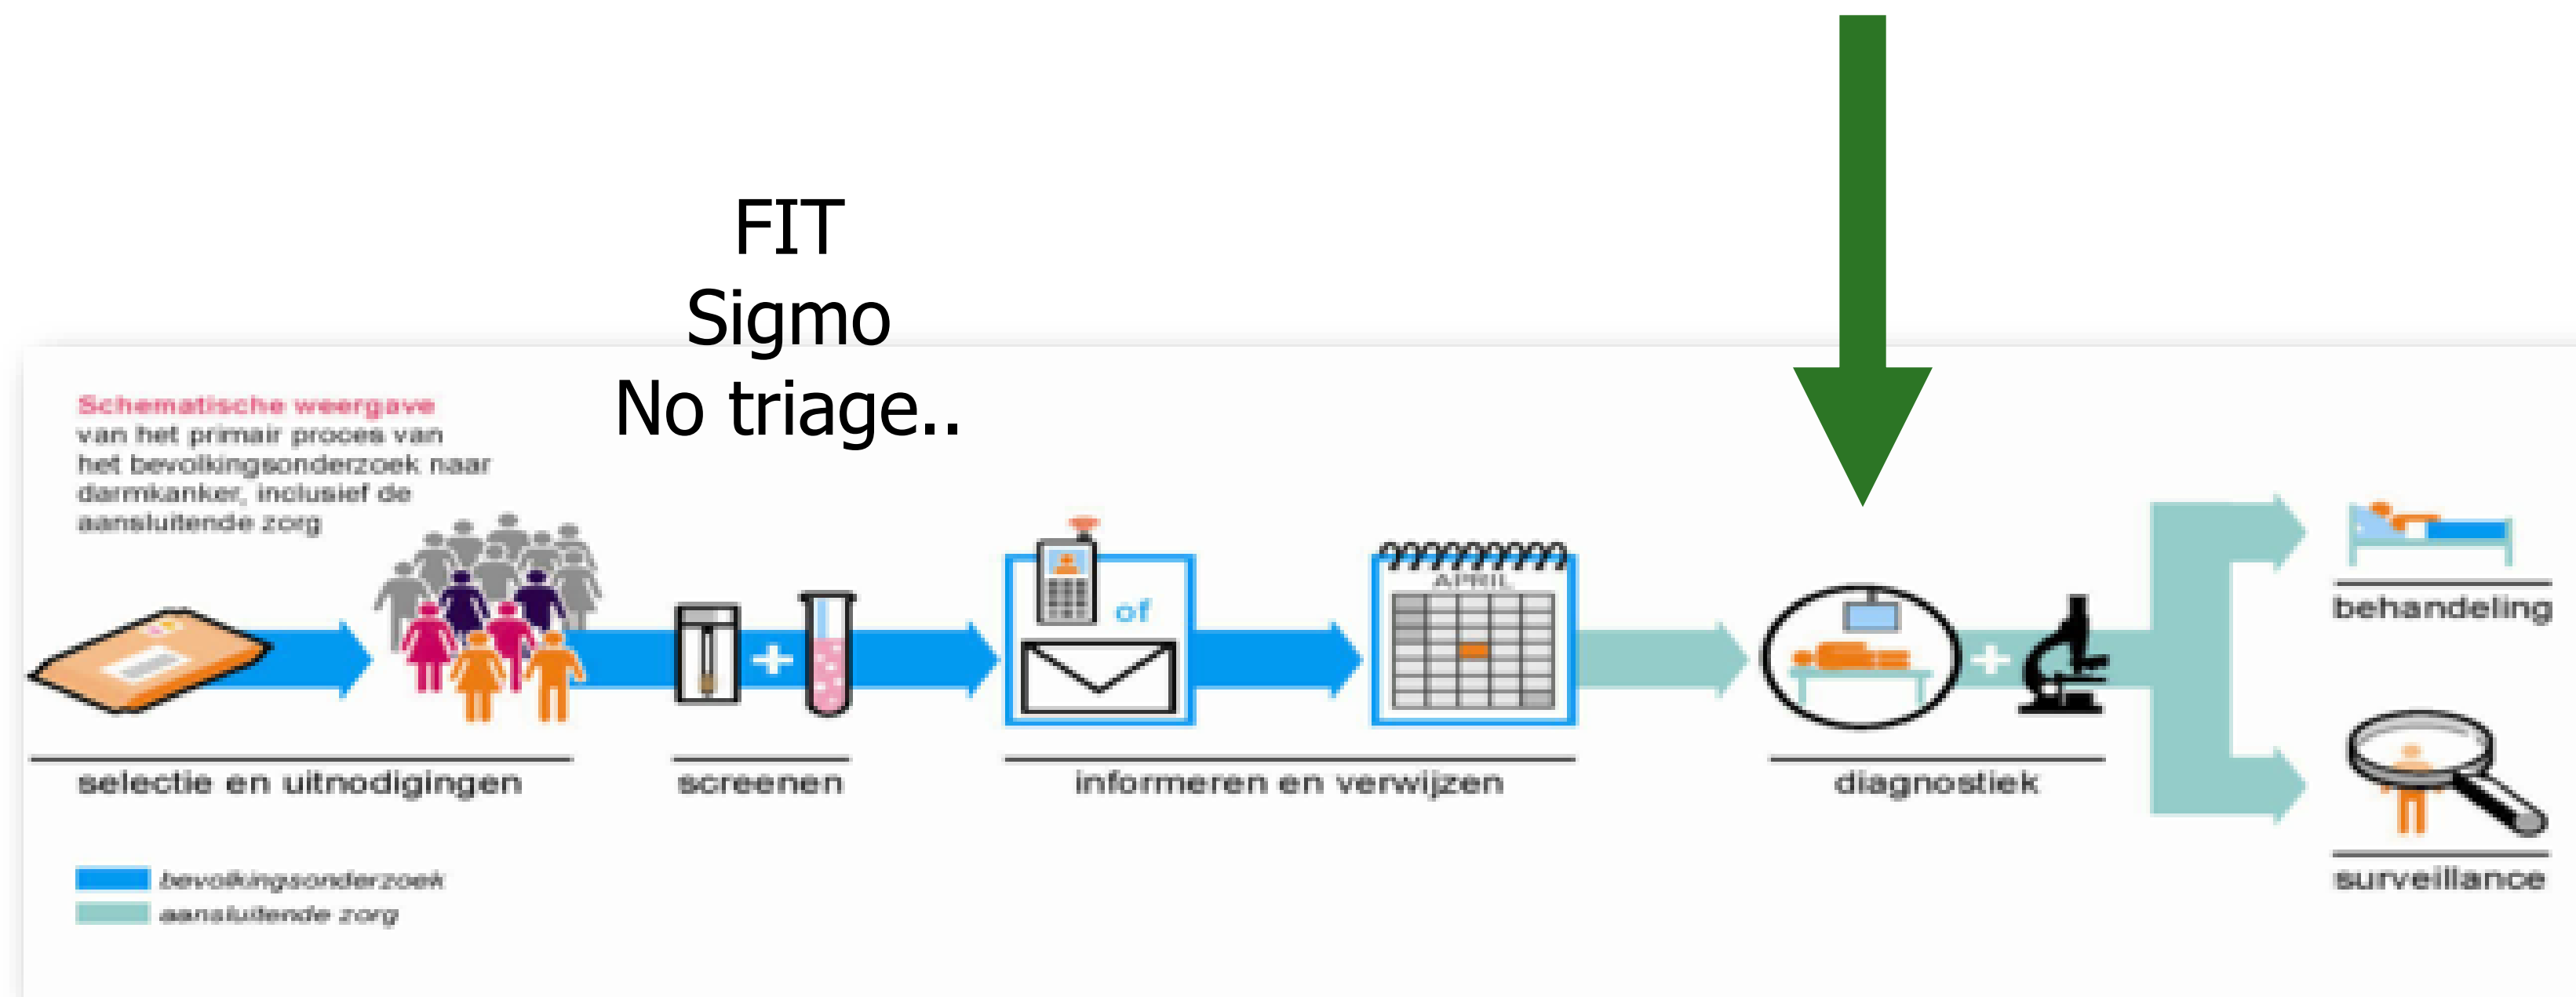 FIT
Sigmo
No triage..
Schematische weergave
van het primair proces van
het bevolkingsonderzoek naar
darmkanker, inclusief de
aansluitende zorg
of
APRIL
behandeling
selectie en uitnodigingen
screenen
informeren en verwijzen
diagnostiek
surveillance
bevolkingsonderzoek
aansluitende zorg